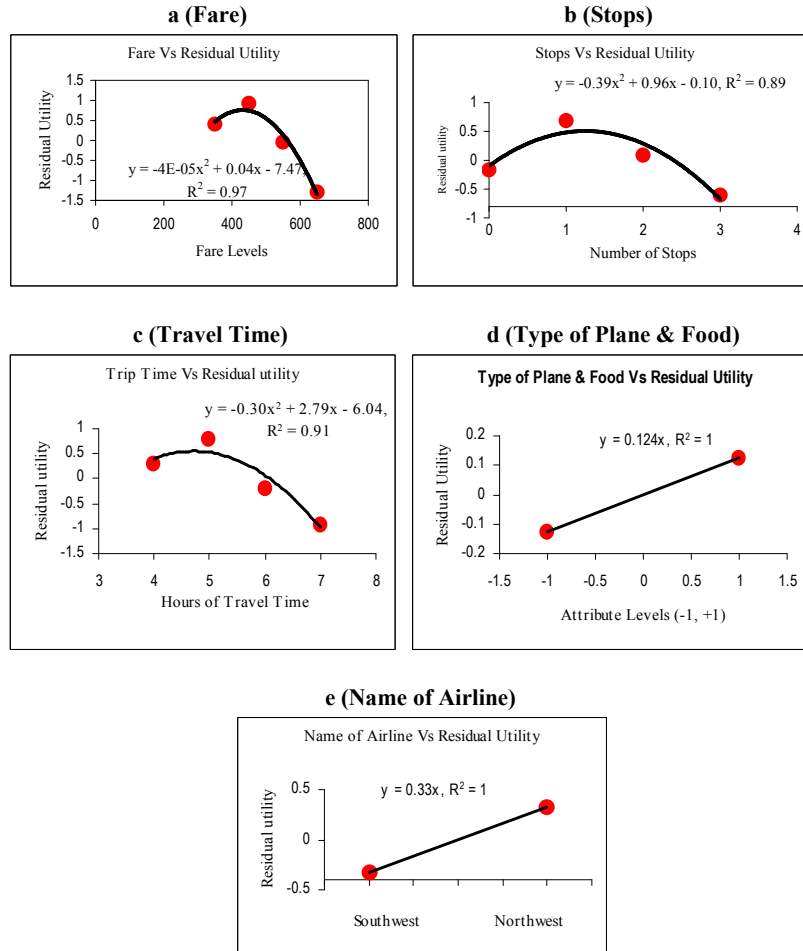 a (Fare)
Fare Vs Residual Utility
Residual Utility
1.5
1
0.5
0
-0.5
-1
-1.5
y = -4E-05x² + 0.04x - 7.47,
R² = 0.97
0 200 400 600 800
Fare Levels
b (Stops)
Stops Vs Residual Utility
y = -0.39x² + 0.96x - 0.10, R² = 0.89
Residual utility
1
0.5
0
-0.5
-1
0 1 2 3 4
Number of Stops
c (Travel Time)
Trip Time Vs Residual utility
y = -0.30x² + 2.79x - 6.04,
R² = 0.91
Residual utility
1
0.5
0
-0.5
-1
-1.5
3 4 5 6 7 8
Hours of Travel Time
d (Type of Plane & Food)
Type of Plane & Food Vs Residual Utility
y = 0.124x, R² = 1
Residual Utility
0.2
0.1
0
-0.1
-0.2
-1.5 -1 -0.5 0 0.5 1 1.5
Attribute Levels (-1, +1)
e (Name of Airline)
Name of Airline Vs Residual Utility
y = 0.33x, R² = 1
Residual utility
0.5
0
-0.5
Southwest Northwest